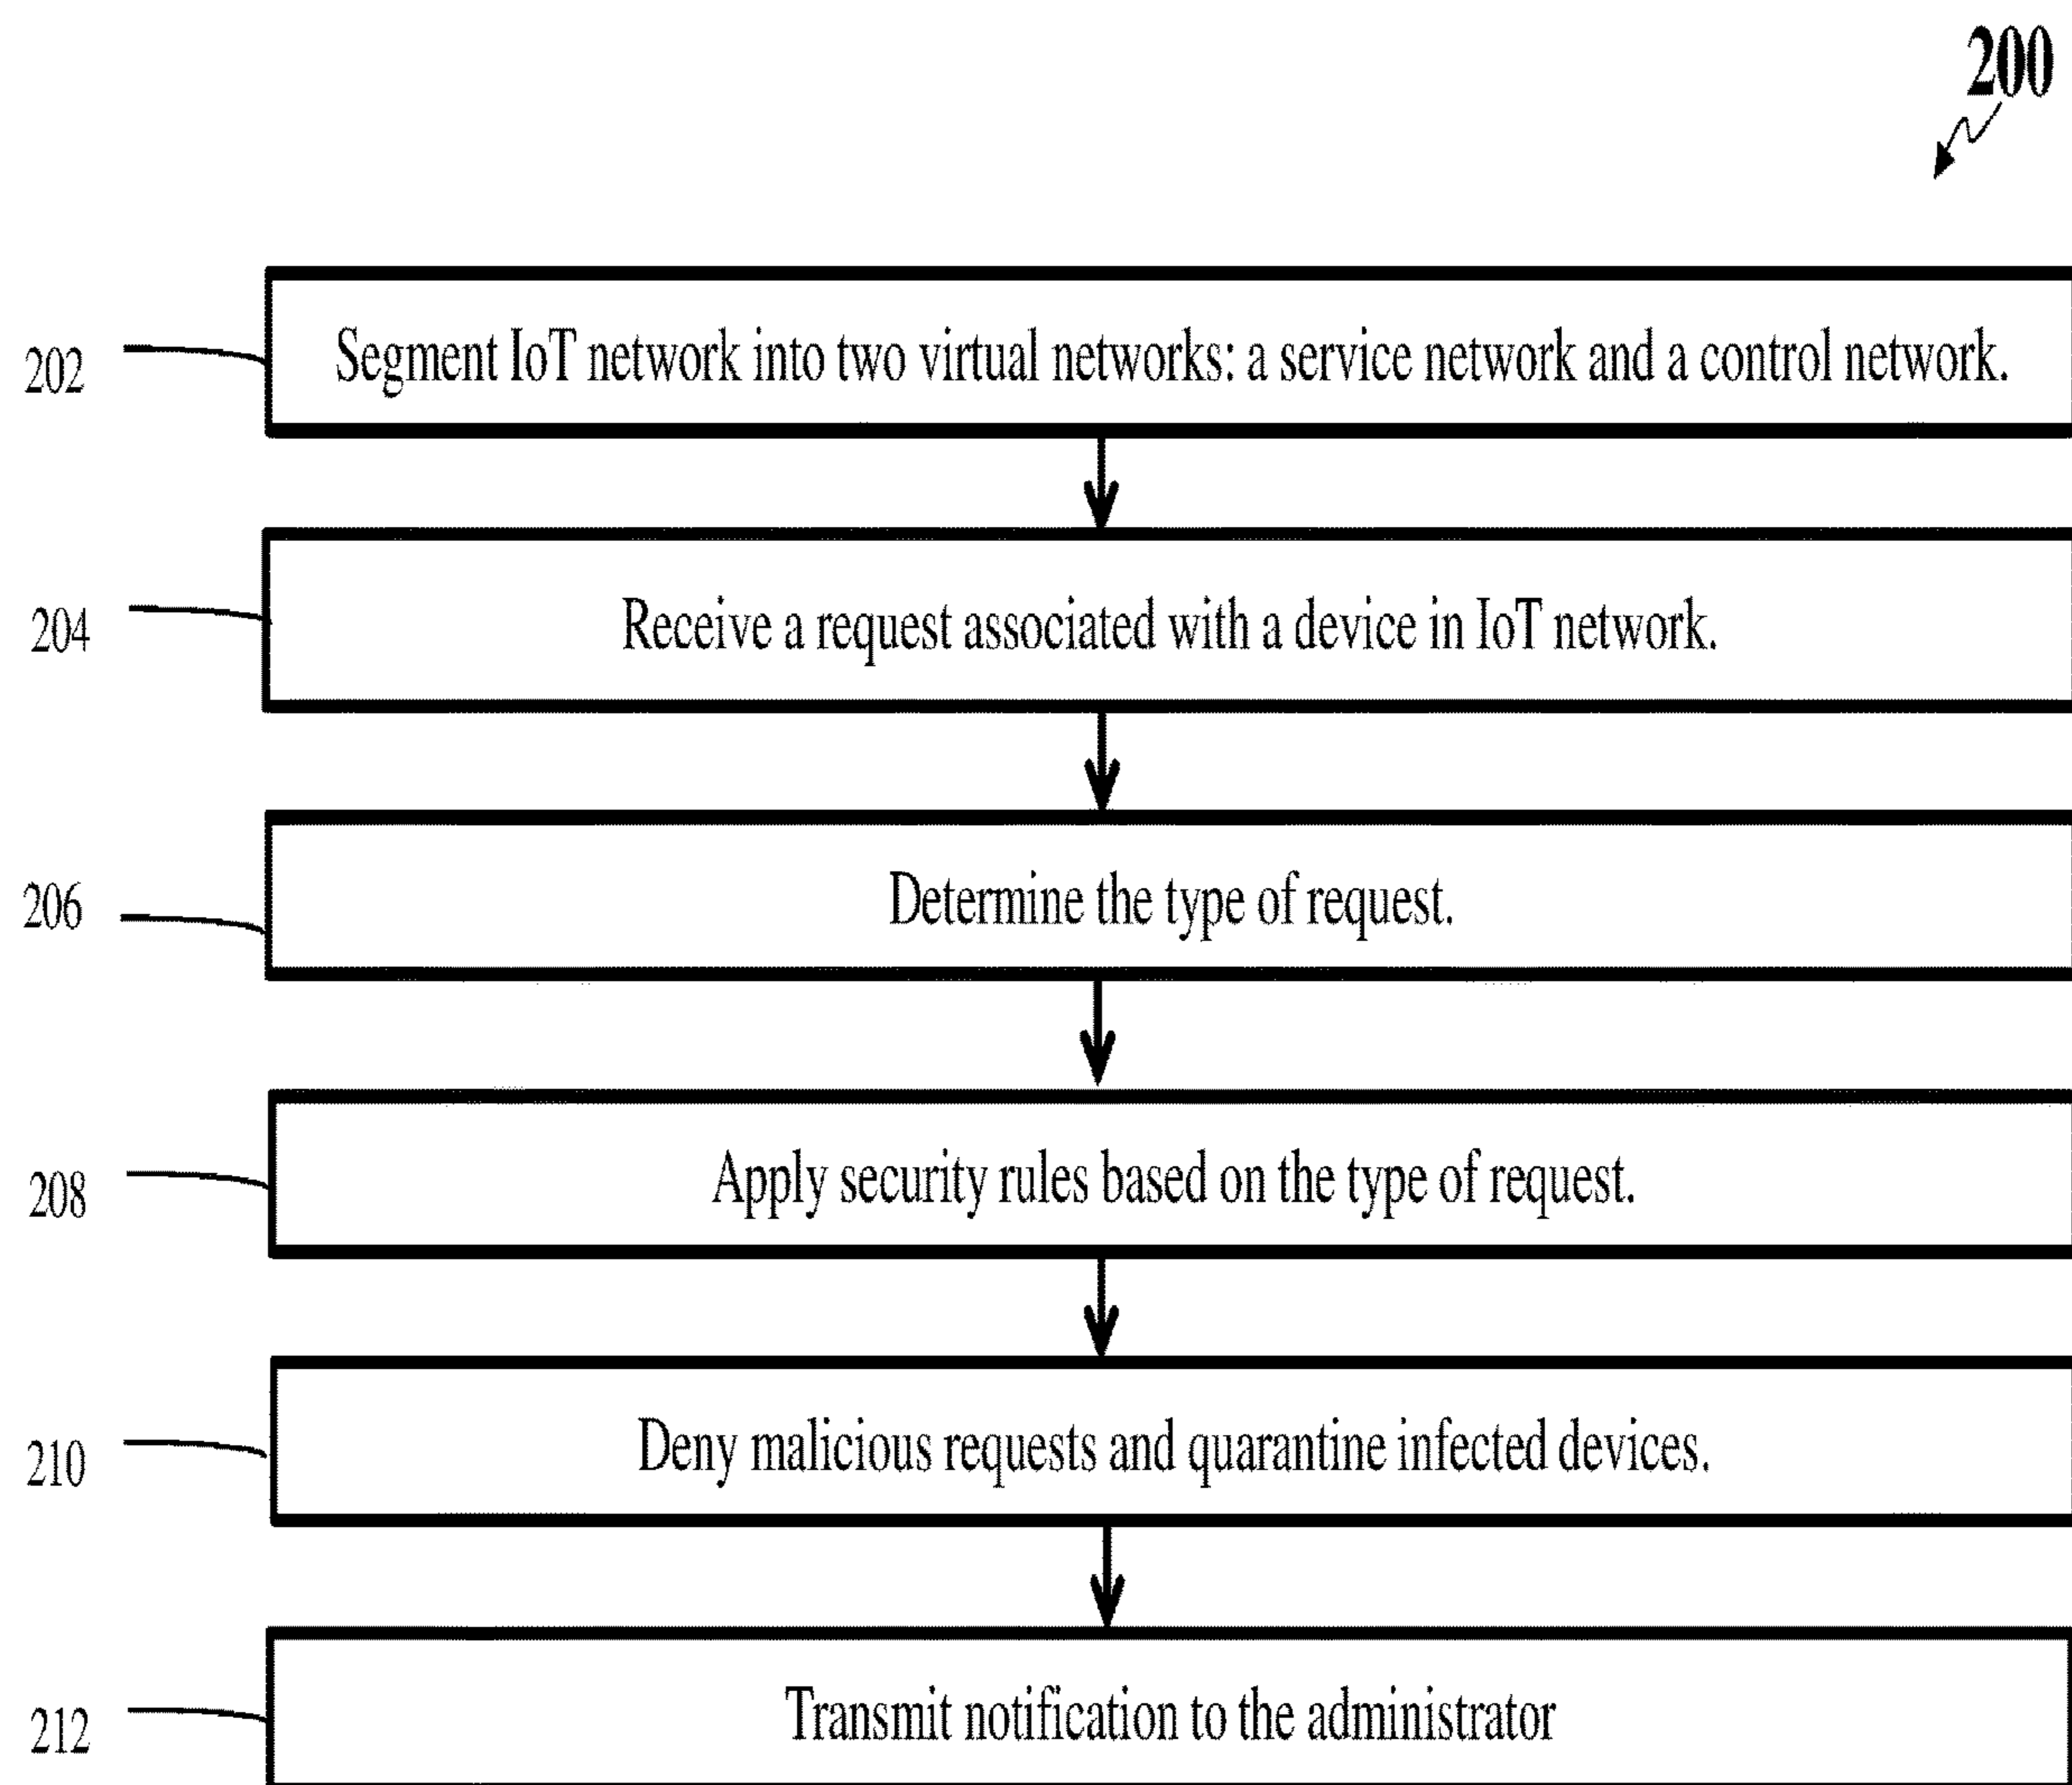 200
202
Segment IoT network into two virtual networks: a service network and a control network.
204
Receive a request associated with a device in IoT network.
206
Determine the type of request.
208
Apply security rules based on the type of request.
210
Deny malicious requests and quarantine infected devices.
212
Transmit notification to the administrator